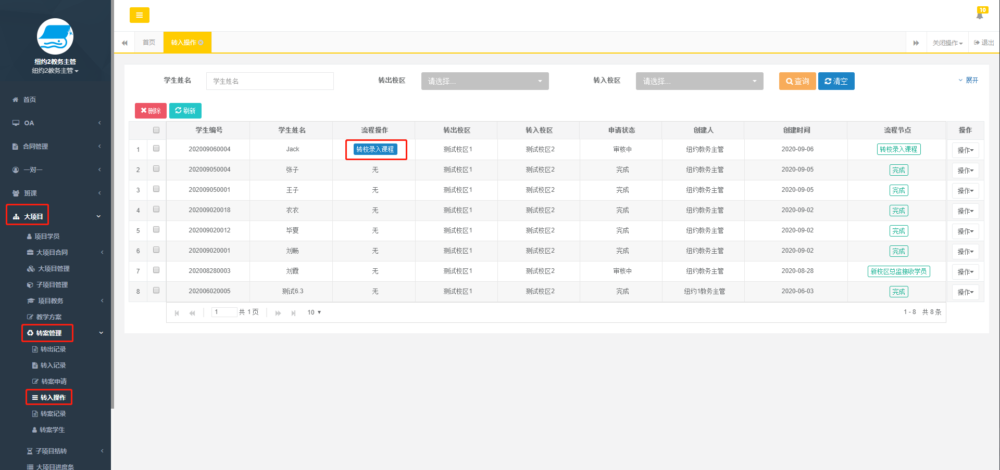 10
纽约2教务主管
纽约2教务主管
首页
OA
合同管理
一对一
班课
大项目
项目学员
大项目合同
大项目管理
子项目管理
项目教务
教学方案
转案管理
转出记录
转入记录
转案申请
转入操作
转案记录
转案学生
子项目结转
大项目进度条
首页 转入操作 关闭操作 退出
学生姓名 学生姓名 转出校区 请选择... 转入校区 请选择... 查询 清空 展开
删除 刷新
学生编号 学生姓名 流程操作 转出校区 转入校区 申请状态 创建人 创建时间 流程节点 操作
1 202009060004 Jack 转校录入课程 测试校区1 测试校区2 审核中 纽约教务主管 2020-09-06 转校录入课程 操作
2 202009050004 张子 无 测试校区1 测试校区2 完成 纽约教务主管 2020-09-05 完成 操作
3 202009050001 王子 无 测试校区1 测试校区2 完成 纽约教务主管 2020-09-05 完成 操作
4 202009020018 衣衣 无 测试校区1 测试校区2 完成 纽约教务主管 2020-09-02 完成 操作
5 202009020012 毕夏 无 测试校区1 测试校区2 完成 纽约教务主管 2020-09-02 完成 操作
6 202009020001 刘畅 无 测试校区1 测试校区2 完成 纽约教务主管 2020-09-02 完成 操作
7 202008280003 刘霞 无 测试校区1 测试校区2 审核中 纽约教务主管 2020-08-28 新校区总监接收学员 操作
8 202006020005 测试6.3 无 测试校区1 测试校区2 完成 纽约1教务主管 2020-06-03 完成 操作
1 共 1 页 10 1 - 8 共 8 条